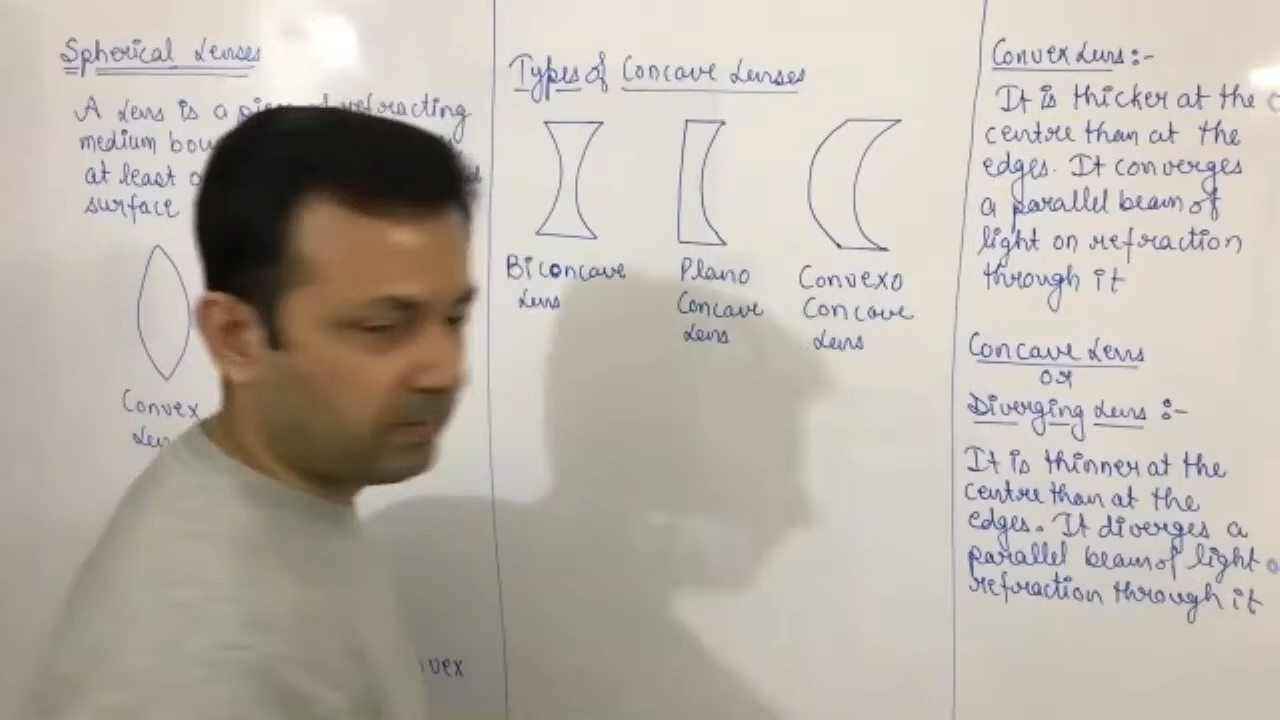 Spherical Lenses
A Lens is a of refracting
medium
at least
surface
Convex
Types of Concave Lenses
Biconcave
Lens
Plano
Concave
Lens
Convexo
Concave
Lens
Convex Lens :-
It is thicker at the
centre than at the
edges. It converges
a parallel beam of
light on refraction
through it
Concave Lens
or
Diverging Lens :-
It is thinner at the
centre than at the
edges. It diverges a
parallel beam of light
refraction through it